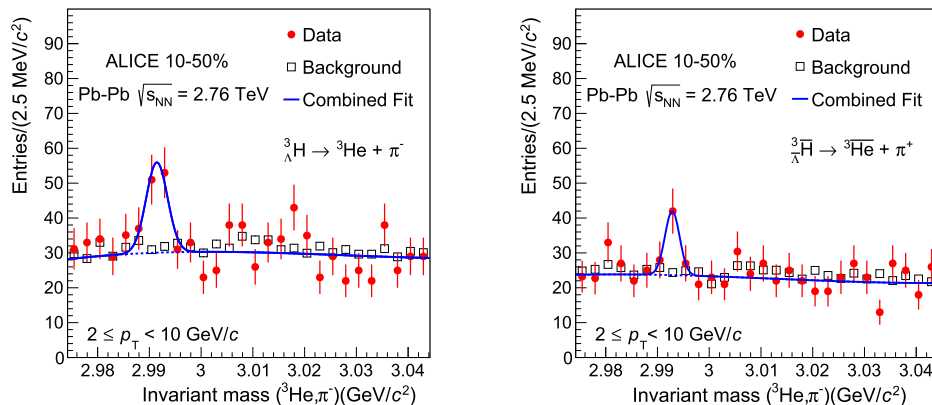 Entries/(2.5 MeV/c²)
90
80
70
60
50
40
30
20
10
0
ALICE 10-50%
Pb-Pb √sNN = 2.76 TeV
Data
Background
Combined Fit
³ΛH → ³He + π⁻
2 ≤ pT < 10 GeV/c
2.98 2.99 3 3.01 3.02 3.03 3.04
Invariant mass (³He,π⁻)(GeV/c²)
Entries/(2.5 MeV/c²)
90
80
70
60
50
40
30
20
10
0
ALICE 10-50%
Pb-Pb √sNN = 2.76 TeV
Data
Background
Combined Fit
³Λ̅H̅ → ³H̅e̅ + π⁺
2 ≤ pT < 10 GeV/c
2.98 2.99 3 3.01 3.02 3.03 3.04
Invariant mass (³He,π⁻)(GeV/c²)